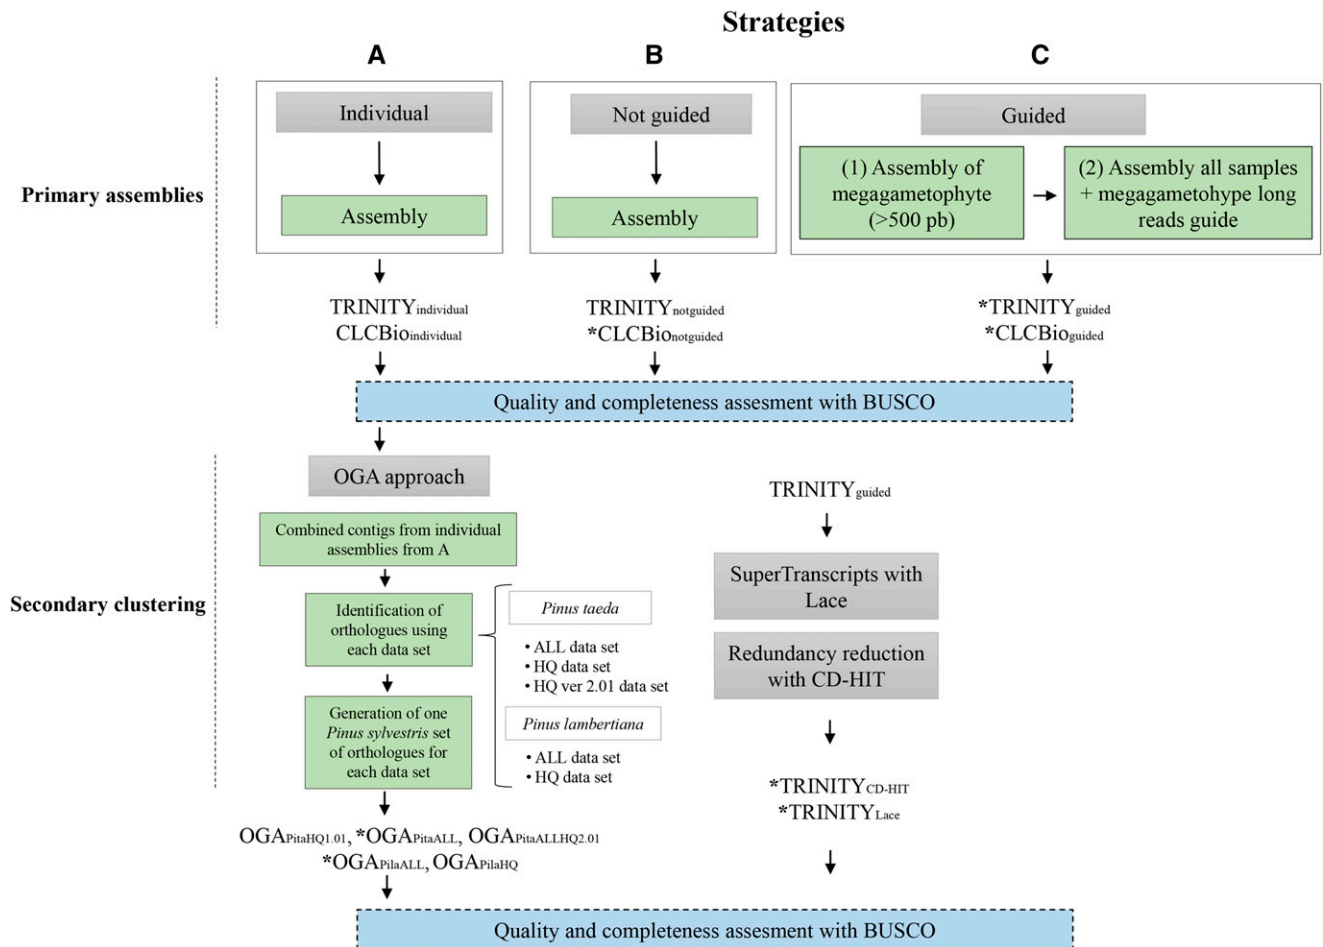 Strategies
A
B
C
Individual
Not guided
Guided
Primary assemblies
Assembly
Assembly
(1) Assembly of
megagametophyte
(>500 pb)
(2) Assembly all samples
+ megagametohype long
reads guide
TRINITYindividual
CLCBioindividual
TRINITYnotguided
*CLCBionotguided
*TRINITYguided
*CLCBioguided
Quality and completeness assesment with BUSCO
Secondary clustering
OGA approach
Combined contigs from individual
assemblies from A
Identification of
orthologues using
each data set
Generation of one
Pinus sylvestris set
of orthologues for
each data set
Pinus taeda
• ALL data set
• HQ data set
• HQ ver 2.01 data set
Pinus lambertiana
• ALL data set
• HQ data set
OGAPitaHQ1.01, *OGAPitaALL, OGAPitaALLHQ2.01
*OGAPilaALL, OGAPilaHQ
TRINITYguided
SuperTranscripts with
Lace
Redundancy reduction
with CD-HIT
*TRINITYCD-HIT
*TRINITYLace
Quality and completeness assesment with BUSCO